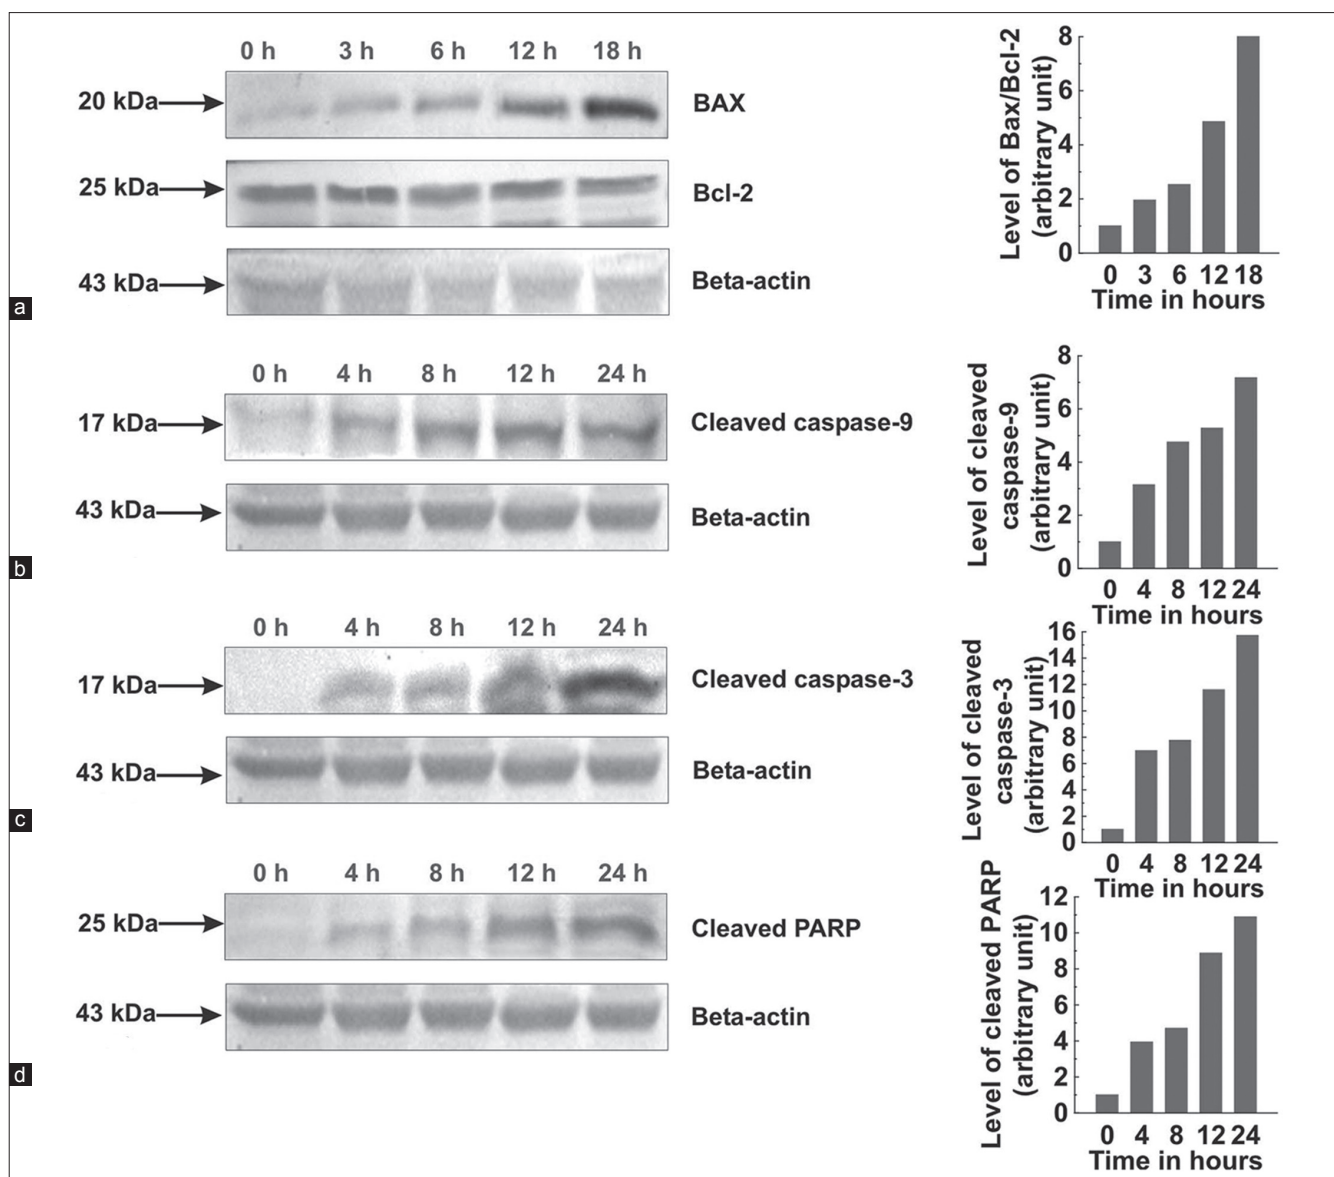 0 h 3 h 6 h 12 h 18 h
20 kDa BAX
25 kDa Bcl-2
43 kDa Beta-actin
a
Level of Bax/Bcl-2
(arbitrary unit)
8
6
4
2
0
0 3 6 12 18
Time in hours
0 h 4 h 8 h 12 h 24 h
17 kDa Cleaved caspase-9
43 kDa Beta-actin
b
Level of cleaved
caspase-9
(arbitrary unit)
8
6
4
2
0
0 4 8 12 24
Time in hours
0 h 4 h 8 h 12 h 24 h
17 kDa Cleaved caspase-3
43 kDa Beta-actin
c
Level of cleaved
caspase-3
(arbitrary unit)
16
14
12
10
8
6
4
2
0
0 4 8 12 24
Time in hours
0 h 4 h 8 h 12 h 24 h
25 kDa Cleaved PARP
43 kDa Beta-actin
d
Level of cleaved PARP
(arbitrary unit)
12
10
8
6
4
2
0
0 4 8 12 24
Time in hours